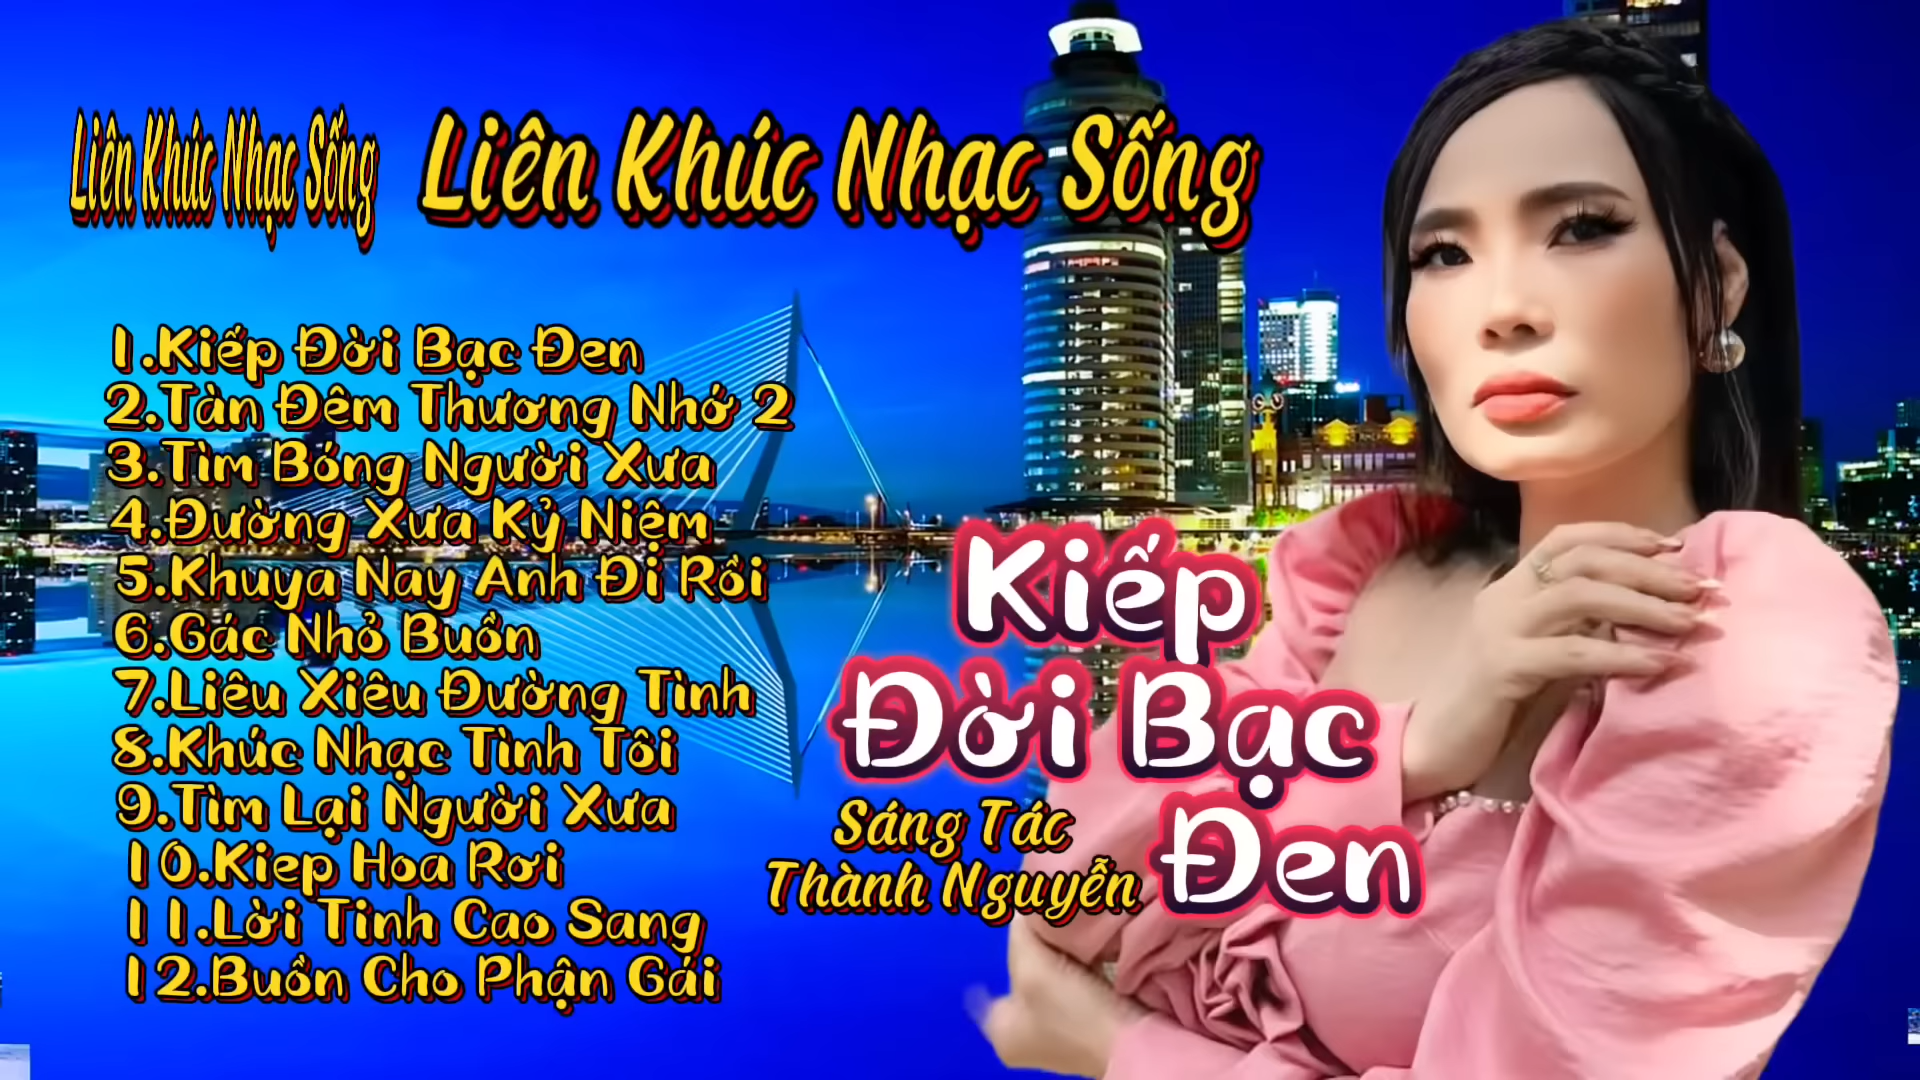 Liên Khúc Nhạc Sống
Liên Khúc Nhạc Sống
1.Kiếp Đời Bạc Đen
2.Tàn Đêm Thương Nhớ 2
3.Tìm Bóng Người Xưa
4.Đường Xưa Kỷ Niệm
5.Khuya Nay Anh Đi Rồi
6.Gác Nhỏ Buồn
7.Liêu Xiêu Đường Tình
8.Khúc Nhạc Tình Tôi
9.Tìm Lại Người Xưa
10.Kiep Hoa Rơi
11.Lời Tinh Cao Sang
12.Buồn Cho Phận Gái
Kiếp
Đời Bạc
Đen
Sáng Tác
Thành Nguyễn